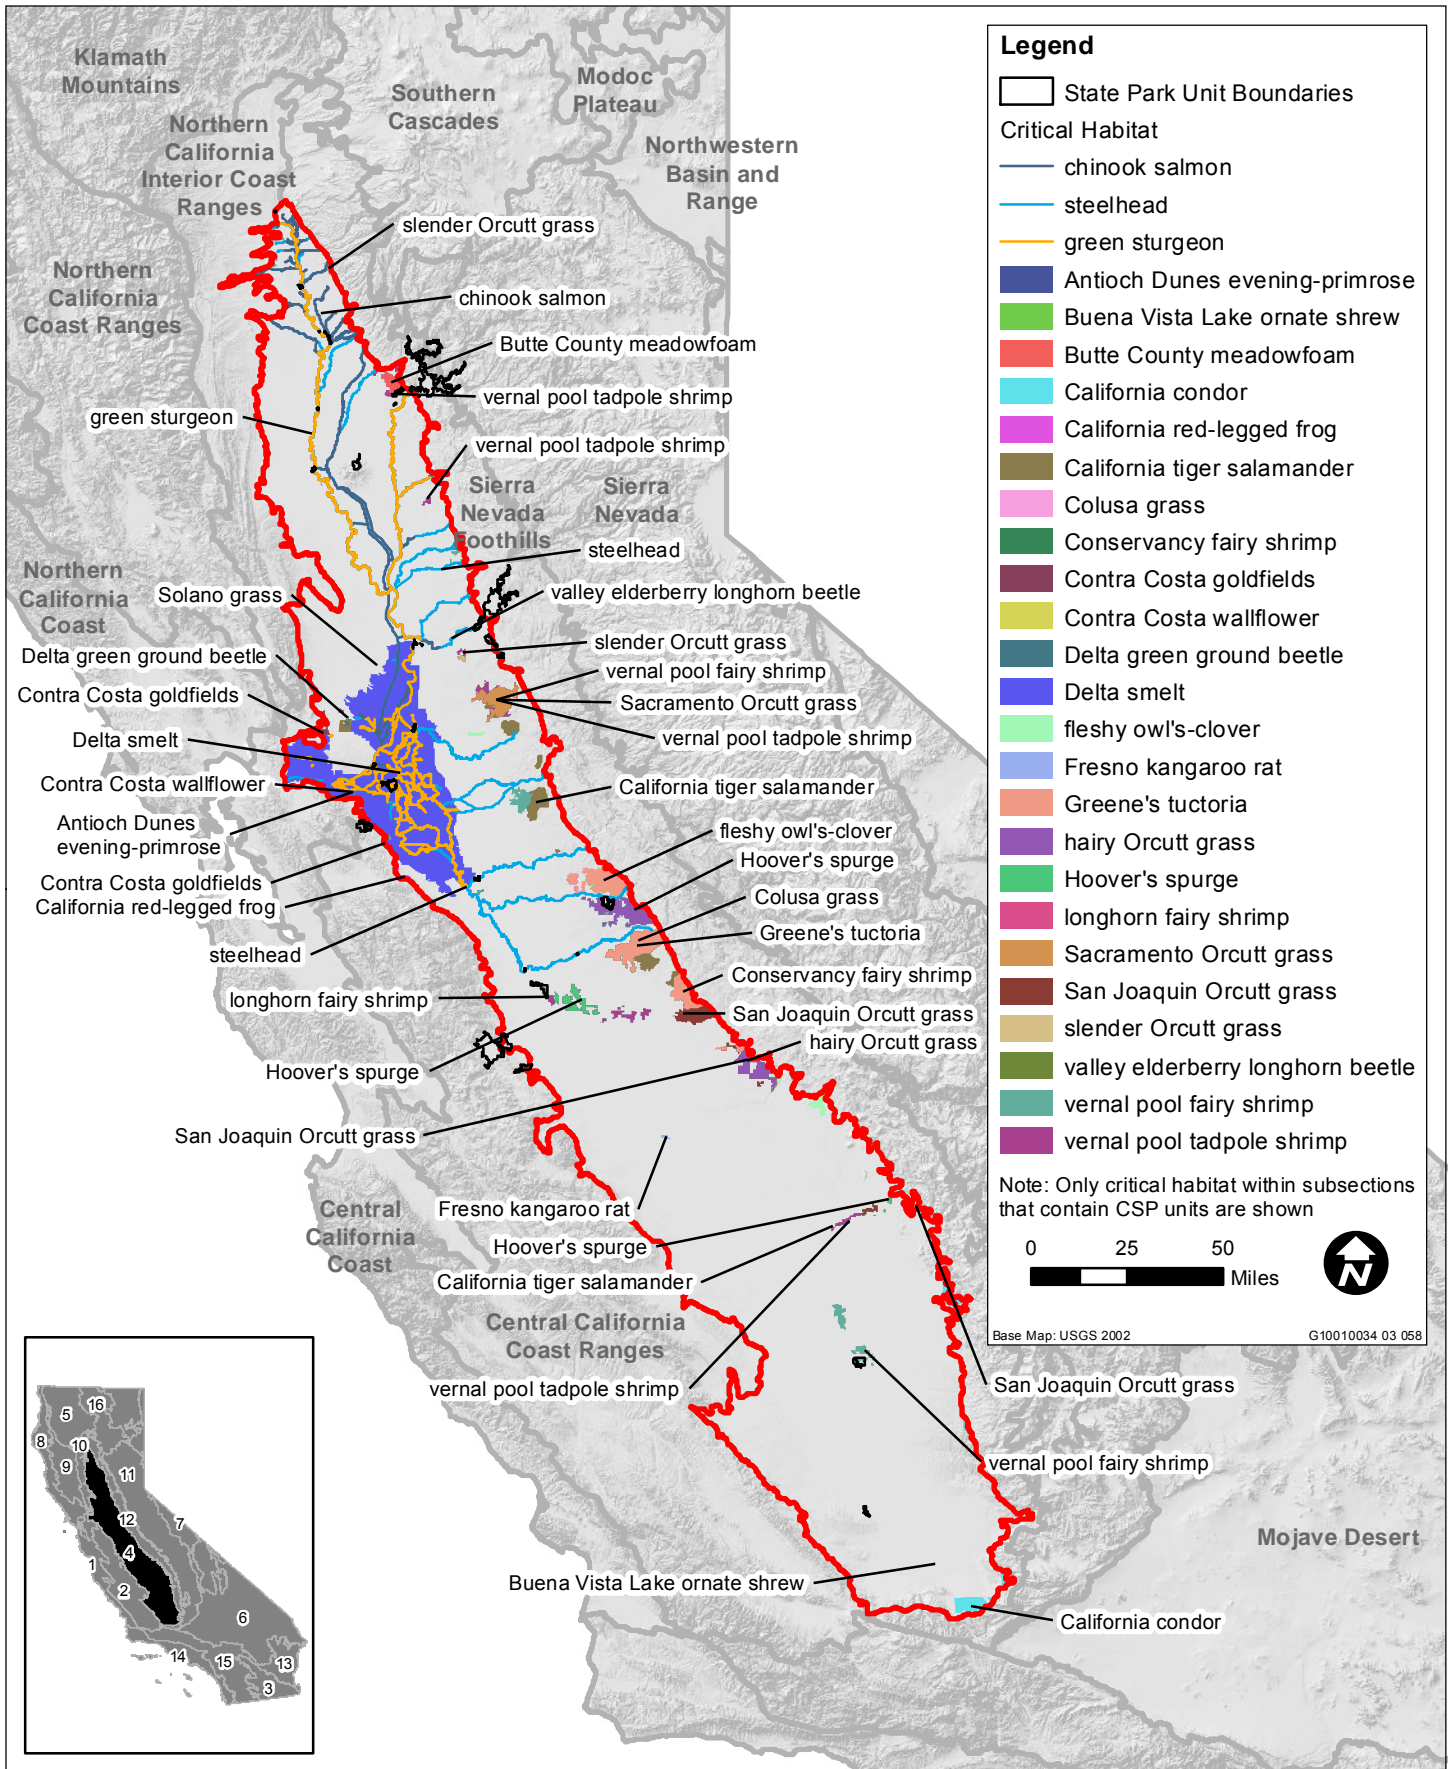 Klamath
Mountains
Southern
Cascades
Modoc
Plateau
Northern
California
Interior Coast
Ranges
Northwestern
Basin and
Range
Northern
California
Coast Ranges
slender Orcutt grass
chinook salmon
Butte County meadowfoam
vernal pool tadpole shrimp
green sturgeon
vernal pool tadpole shrimp
Sierra
Nevada
Foothills
Sierra
Nevada
steelhead
Northern
California
Coast
Solano grass
valley elderberry longhorn beetle
slender Orcutt grass
Delta green ground beetle
vernal pool fairy shrimp
Contra Costa goldfields
Sacramento Orcutt grass
Delta smelt
vernal pool tadpole shrimp
Contra Costa wallflower
California tiger salamander
Antioch Dunes
evening-primrose
fleshy owl's-clover
Hoover's spurge
Contra Costa goldfields
Colusa grass
California red-legged frog
Greene's tuctoria
steelhead
Conservancy fairy shrimp
longhorn fairy shrimp
San Joaquin Orcutt grass
hairy Orcutt grass
Hoover's spurge
San Joaquin Orcutt grass
Fresno kangaroo rat
Central
California
Coast
Hoover's spurge
California tiger salamander
Central California
Coast Ranges
vernal pool tadpole shrimp
San Joaquin Orcutt grass
vernal pool fairy shrimp
Mojave Desert
Buena Vista Lake ornate shrew
California condor
Legend
State Park Unit Boundaries
Critical Habitat
chinook salmon
steelhead
green sturgeon
Antioch Dunes evening-primrose
Buena Vista Lake ornate shrew
Butte County meadowfoam
California condor
California red-legged frog
California tiger salamander
Colusa grass
Conservancy fairy shrimp
Contra Costa goldfields
Contra Costa wallflower
Delta green ground beetle
Delta smelt
fleshy owl's-clover
Fresno kangaroo rat
Greene's tuctoria
hairy Orcutt grass
Hoover's spurge
longhorn fairy shrimp
Sacramento Orcutt grass
San Joaquin Orcutt grass
slender Orcutt grass
valley elderberry longhorn beetle
vernal pool fairy shrimp
vernal pool tadpole shrimp
Note: Only critical habitat within subsections
that contain CSP units are shown
0 25 50
Miles
N
Base Map: USGS 2002 G10010034 03 058
5 16
8 10
9 11
12 7
4
1
2
6
14 15 13
3